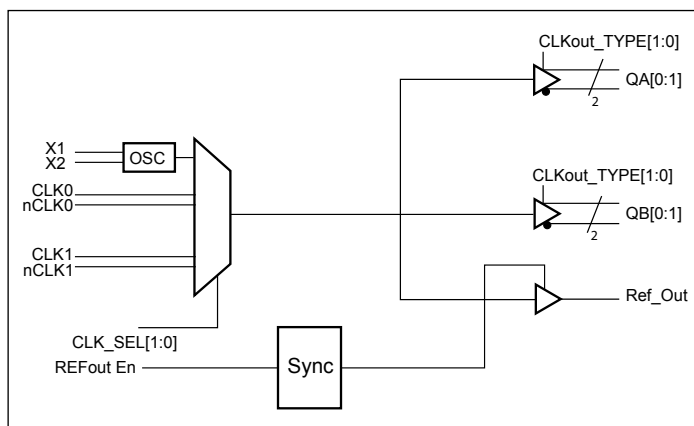 CLKout_TYPE[1:0]
QA[0:1]
2
X1
X2
OSC
CLKout_TYPE[1:0]
CLK0
nCLK0
QB[0:1]
2
CLK1
nCLK1
Ref_Out
CLK_SEL[1:0]
REFout En
Sync